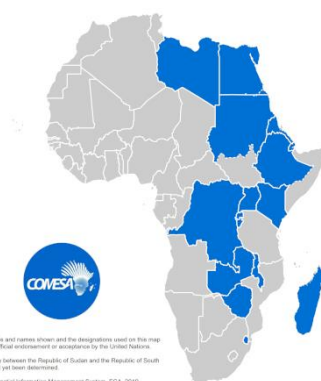 COMESA
s and names shown and the designations used on this map
official endorsement or acceptance by the United Nations.
between the Republic of Sudan and the Republic of South
yet been determined.